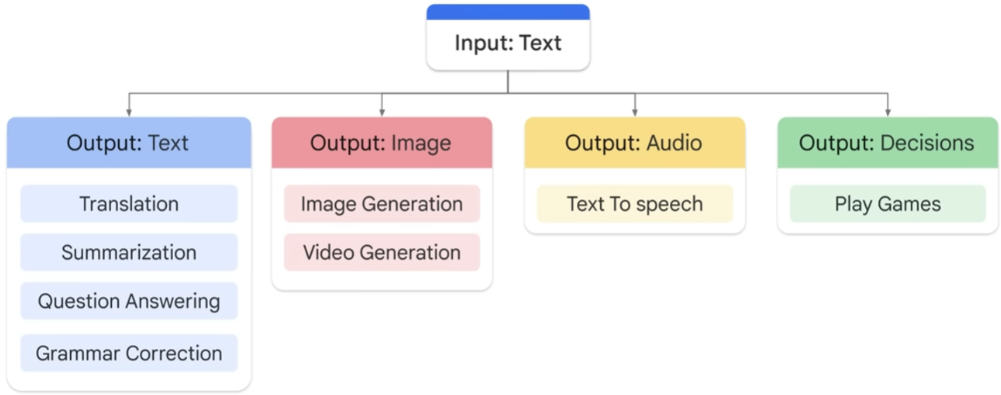 Input: Text
Output: Text
Translation
Summarization
Question Answering
Grammar Correction
Output: Image
Image Generation
Video Generation
Output: Audio
Text To speech
Output: Decisions
Play Games